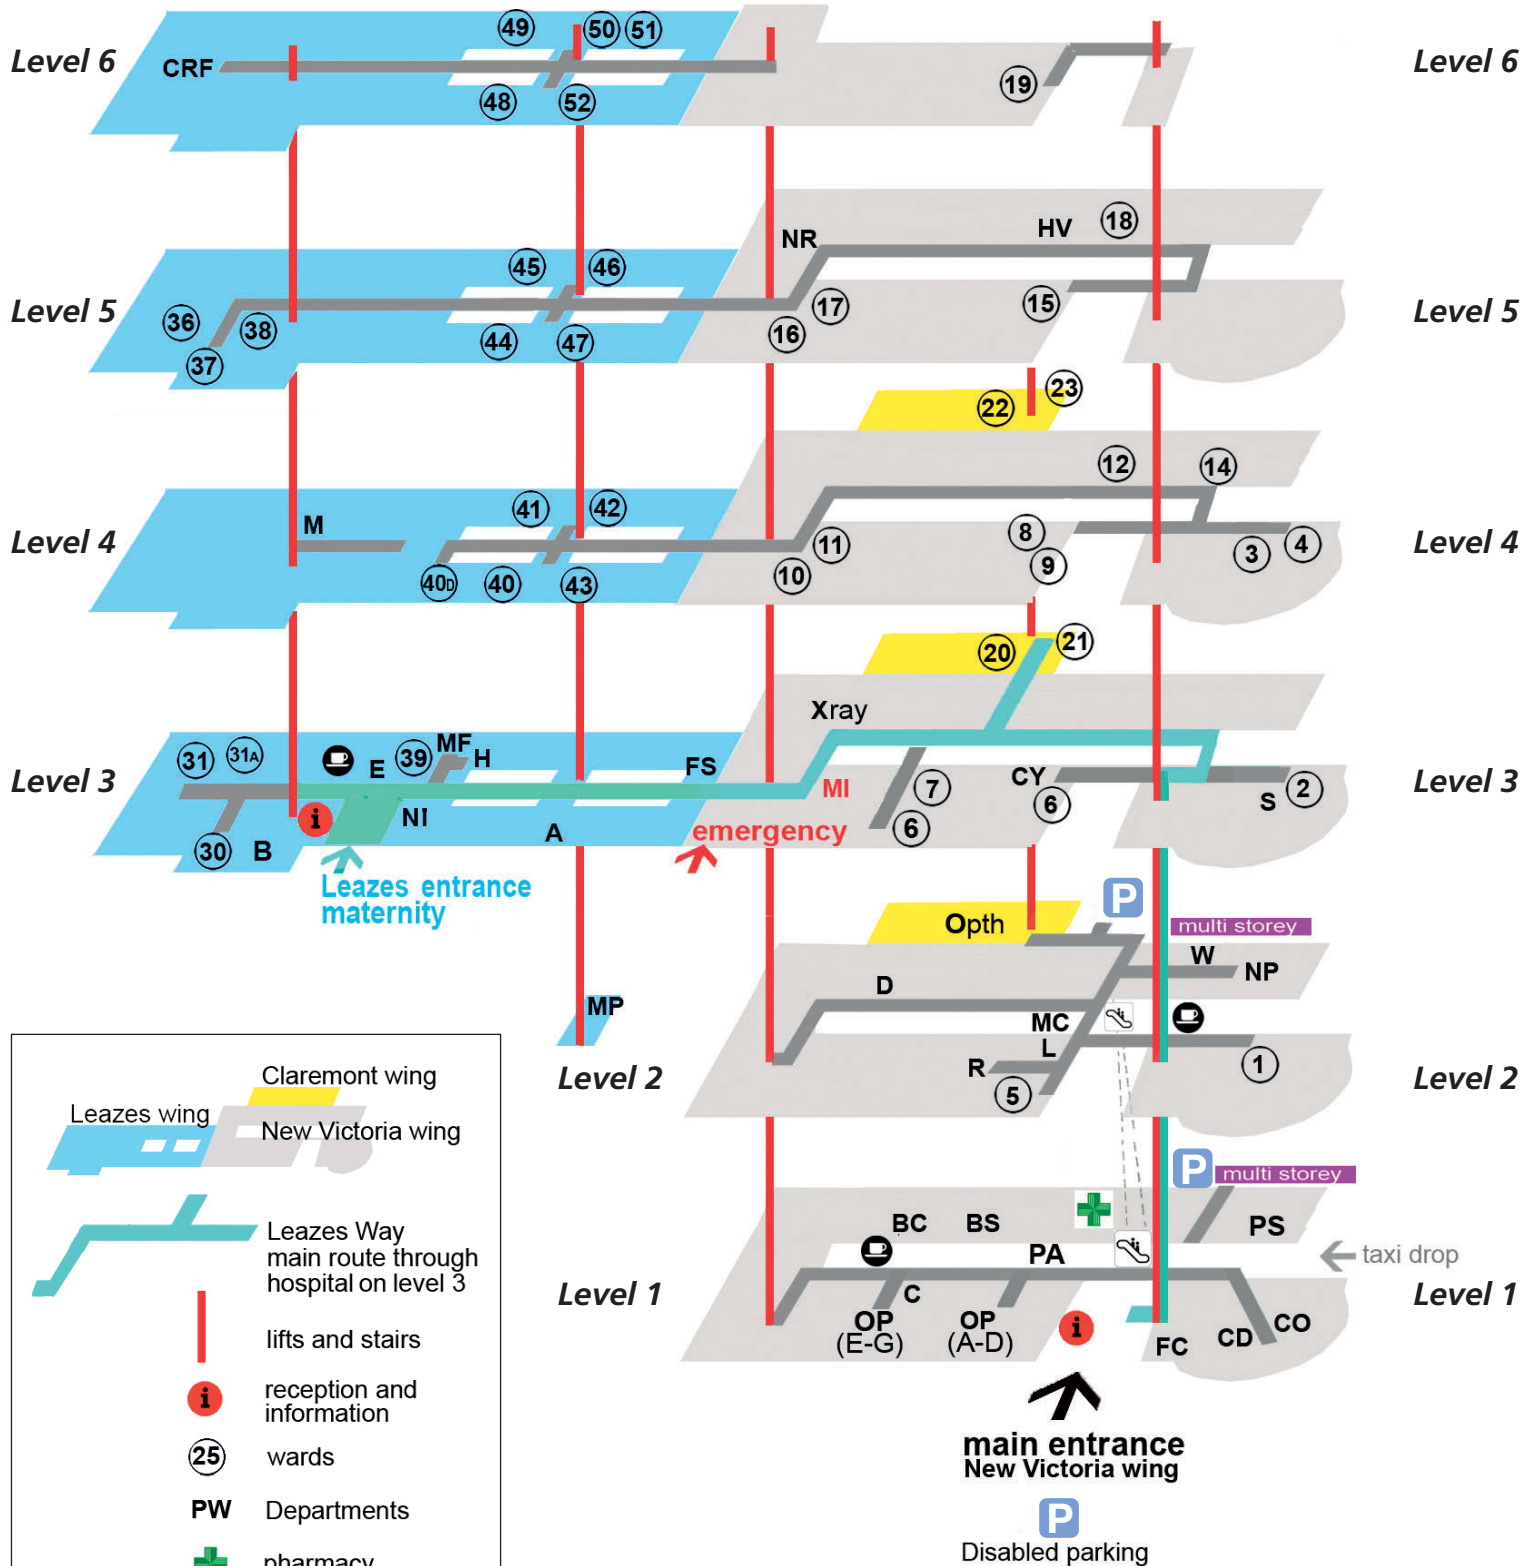 Level 6
CRF
49
50
51
48
52
19
Level 6
Level 5
36
37
38
45
46
44
47
NR
16
17
HV
18
15
Level 5
22
23
Level 4
M
41
42
40D
40
43
10
11
12
14
8
9
3
4
Level 4
20
21
Level 3
31
31A
E
39
MF
H
FS
30
B
i
NI
A
Xray
MI
7
6
CY
6
S
2
Level 3
emergency
Leazes entrance
maternity
P
multi storey
Opth
W
NP
D
MC
L
R
5
1
MP
Level 2
Level 2
P
multi storey
BC
BS
PA
PS
taxi drop
C
OP
(E-G)
OP
(A-D)
i
FC
CD
CO
Level 1
Level 1
main entrance
New Victoria wing
P
Disabled parking
Claremont wing
Leazes wing
New Victoria wing
Leazes Way
main route through
hospital on level 3
lifts and stairs
i
reception and
information
25
wards
PW
Departments
pharmacy